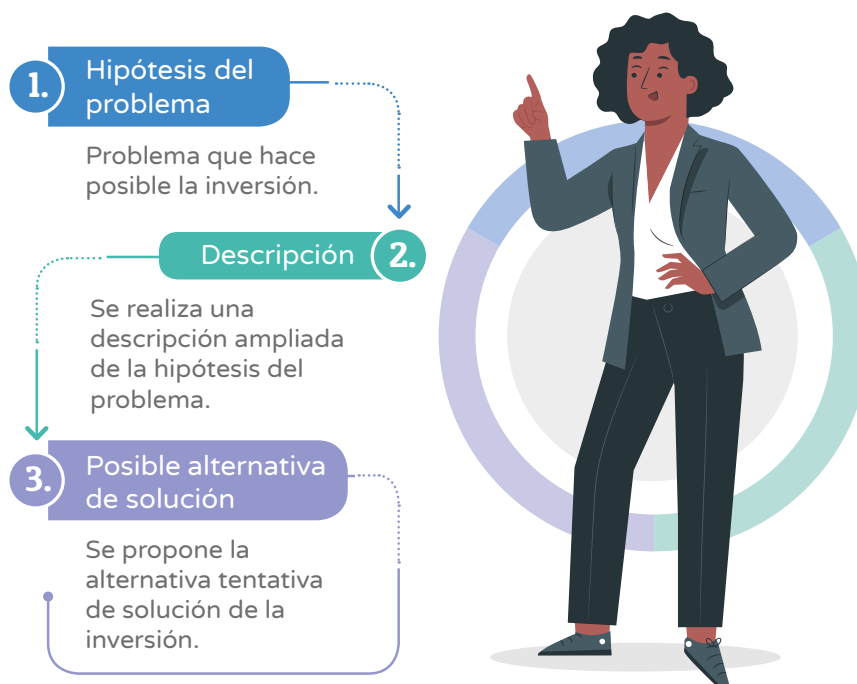 1.
Hipótesis del
problema
Problema que hace
posible la inversión.
Descripción
2.
Se realiza una
descripción ampliada
de la hipótesis del
problema.
3.
Posible alternativa
de solución
Se propone la
alternativa tentativa
de solución de la
inversión.